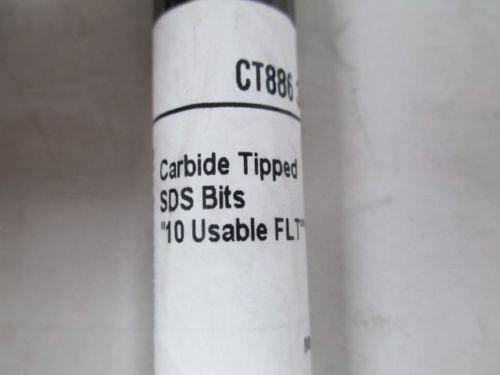 CT886
Carbide Tipped
SDS Bits
"10 Usable FLT"